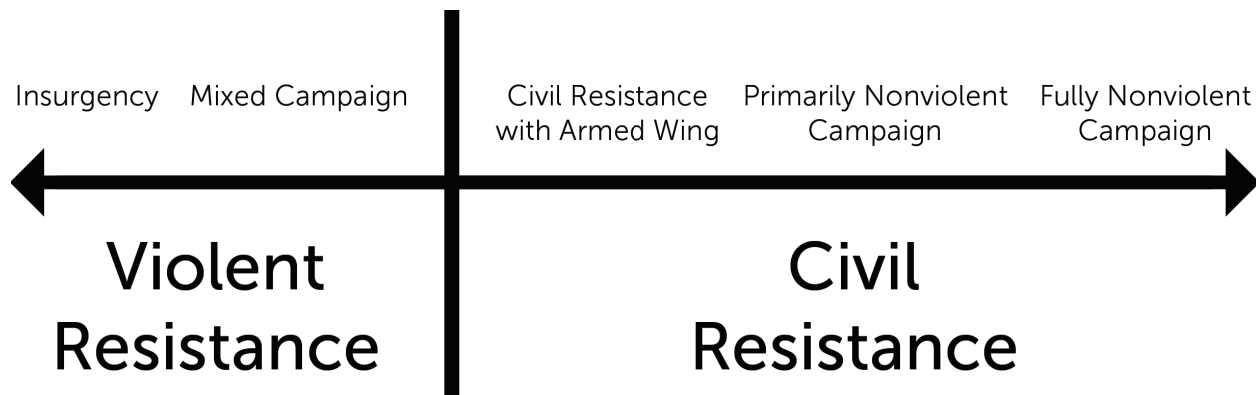 Insurgency
Mixed Campaign
Civil Resistance
with Armed Wing
Primarily Nonviolent
Campaign
Fully Nonviolent
Campaign
Violent
Resistance
Civil
Resistance